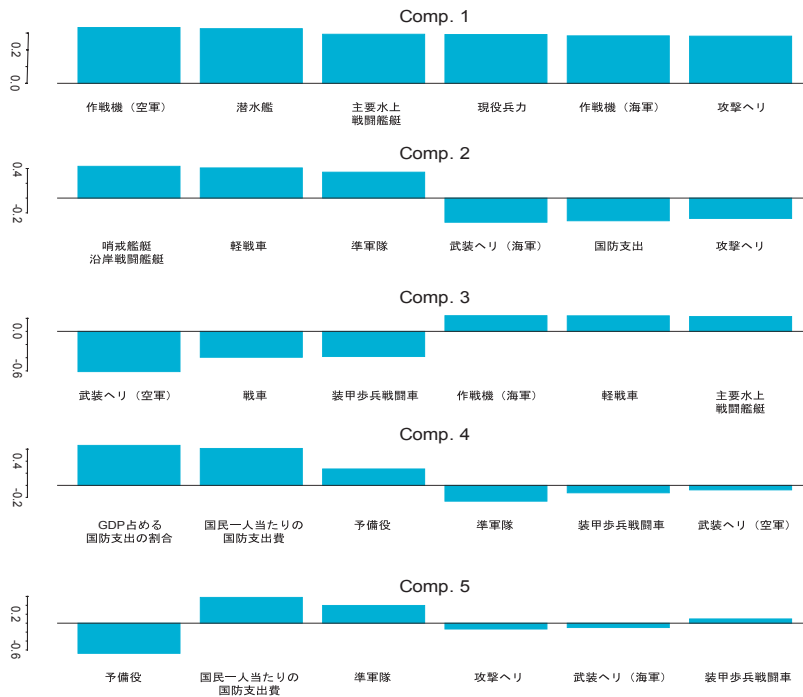 Comp. 1
0.2
0.0
作戦機（空軍）
潜水艦
主要水上
戦闘艦艇
現役兵力
作戦機（海軍）
攻撃ヘリ
Comp. 2
0.4
-0.2
哨戒艦艇
沿岸戦闘艦艇
軽戦車
準軍隊
武装ヘリ（海軍）
国防支出
攻撃ヘリ
Comp. 3
0.0
-0.6
武装ヘリ（空軍）
戦車
装甲歩兵戦闘車
作戦機（海軍）
軽戦車
主要水上
戦闘艦艇
Comp. 4
0.4
-0.2
GDP占める
国防支出の割合
国民一人当たりの
国防支出費
予備役
準軍隊
装甲歩兵戦闘車
武装ヘリ（空軍）
Comp. 5
0.2
-0.6
予備役
国民一人当たりの
国防支出費
準軍隊
攻撃ヘリ
武装ヘリ（海軍）
装甲歩兵戦闘車